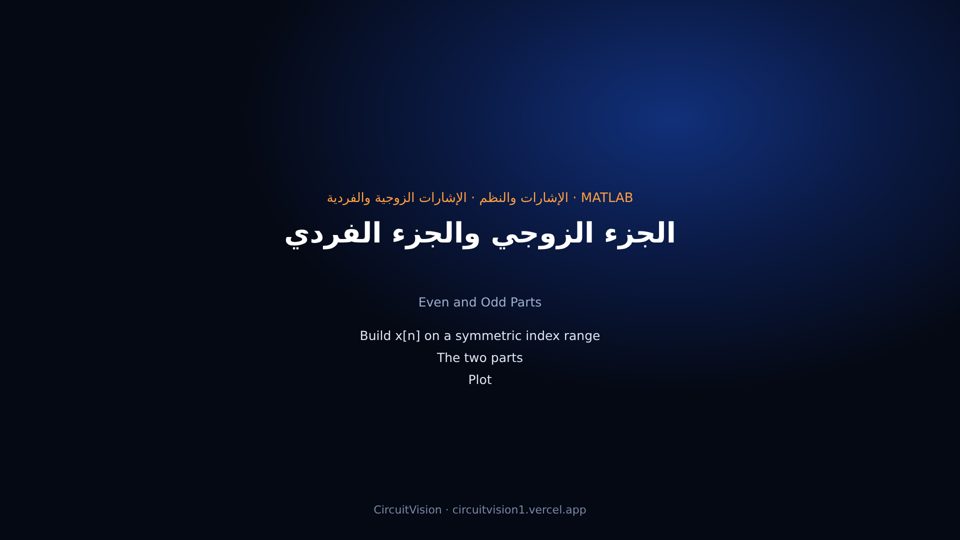 الإشارات والنظم · الإشارات الزوجية والفردية · MATLAB
الجزء الزوجي والجزء الفردي
Even and Odd Parts
Build x[n] on a symmetric index range
The two parts
Plot
CircuitVision · circuitvision1.vercel.app